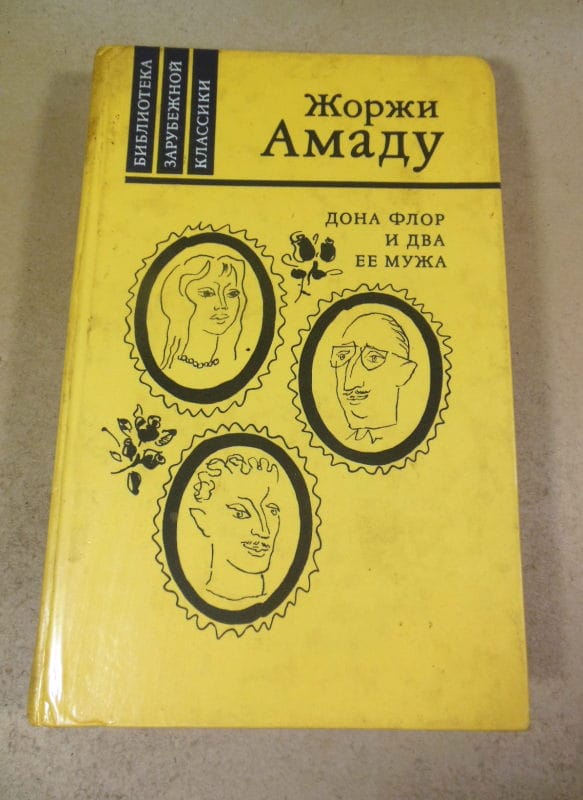 БИБЛИОТЕКА
ЗАРУБЕЖНОЙ
КЛАССИКИ
Жоржи
Амаду
ДОНА ФЛОР
И ДВА
ЕЕ МУЖА